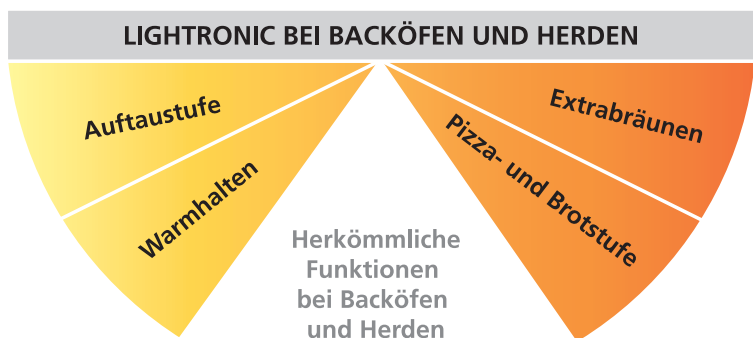 LIGHTRONIC BEI BACKÖFEN UND HERDEN
Auftaustufe
Warmhalten
Herkömmliche
Funktionen
bei Backöfen
und Herden
Pizza- und Brotstufe
Extrabräunen